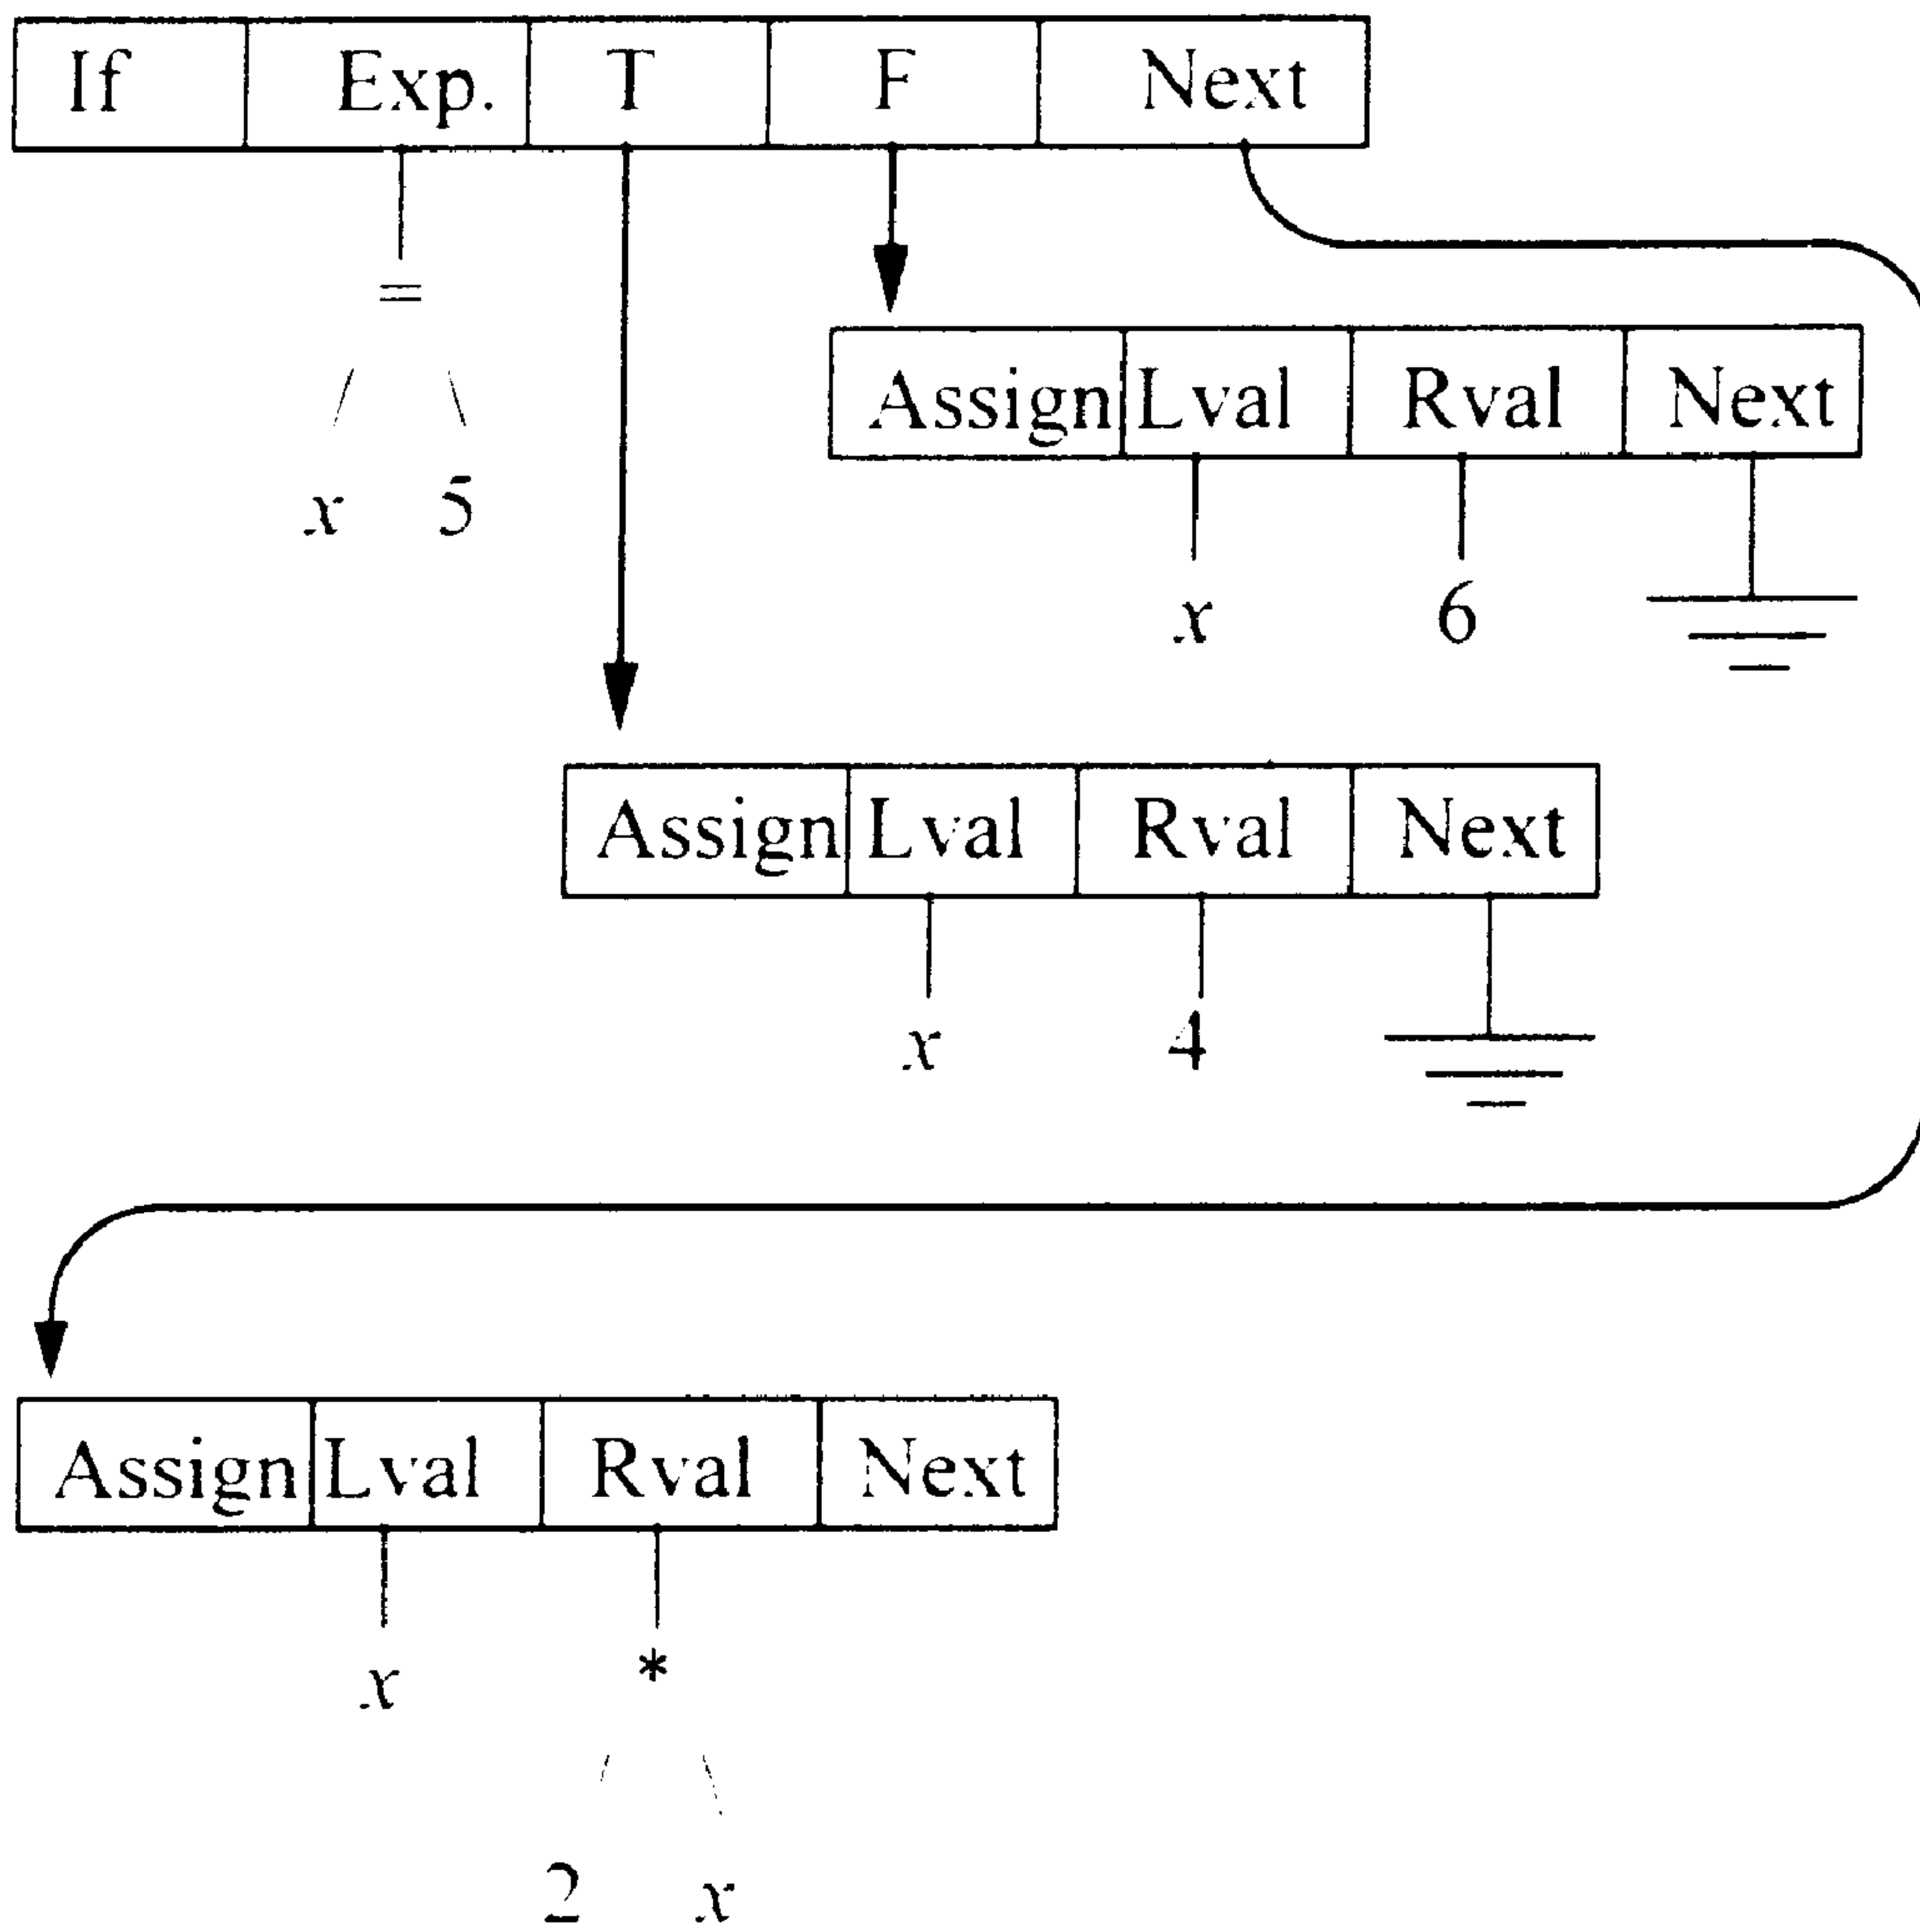 If Exp. T F Next
=
Assign Lval Rval Next
x 5
x 6
Assign Lval Rval Next
x 4
Assign Lval Rval Next
x *
2 x